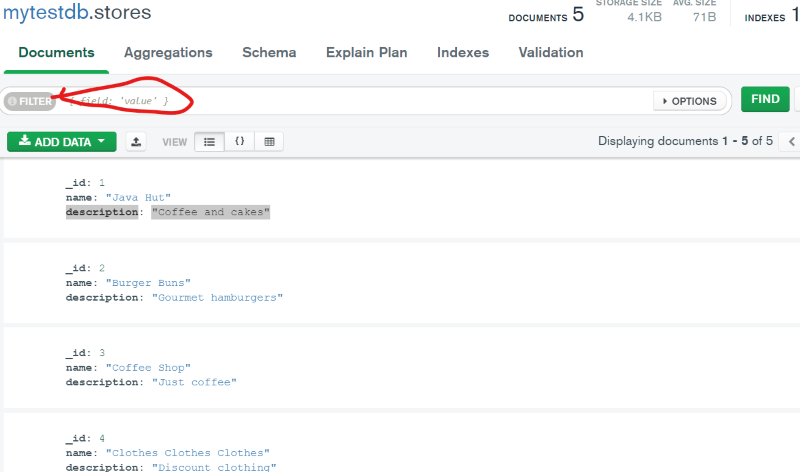 mytestdb.stores
DOCUMENTS 5 STORAGE SIZE 4.1KB AVG. SIZE 71B INDEXES 1
Documents Aggregations Schema Explain Plan Indexes Validation
FILTER { field: 'value' } OPTIONS FIND
ADD DATA VIEW { } Displaying documents 1 - 5 of 5
_id: 1
name: "Java Hut"
description: "Coffee and cakes"
_id: 2
name: "Burger Buns"
description: "Gourmet hamburgers"
_id: 3
name: "Coffee Shop"
description: "Just coffee"
_id: 4
name: "Clothes Clothes Clothes"
description: "Discount clothing"